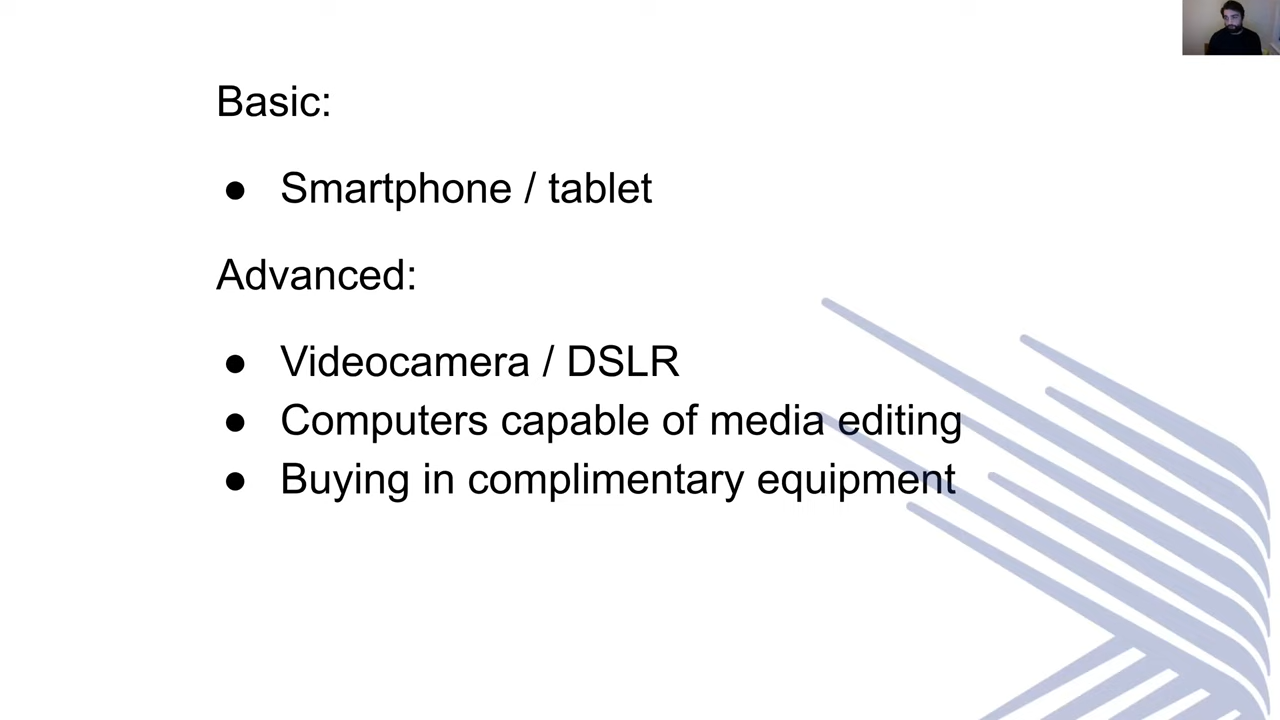 Basic:
● Smartphone / tablet
Advanced:
● Videocamera / DSLR
● Computers capable of media editing
● Buying in complimentary equipment